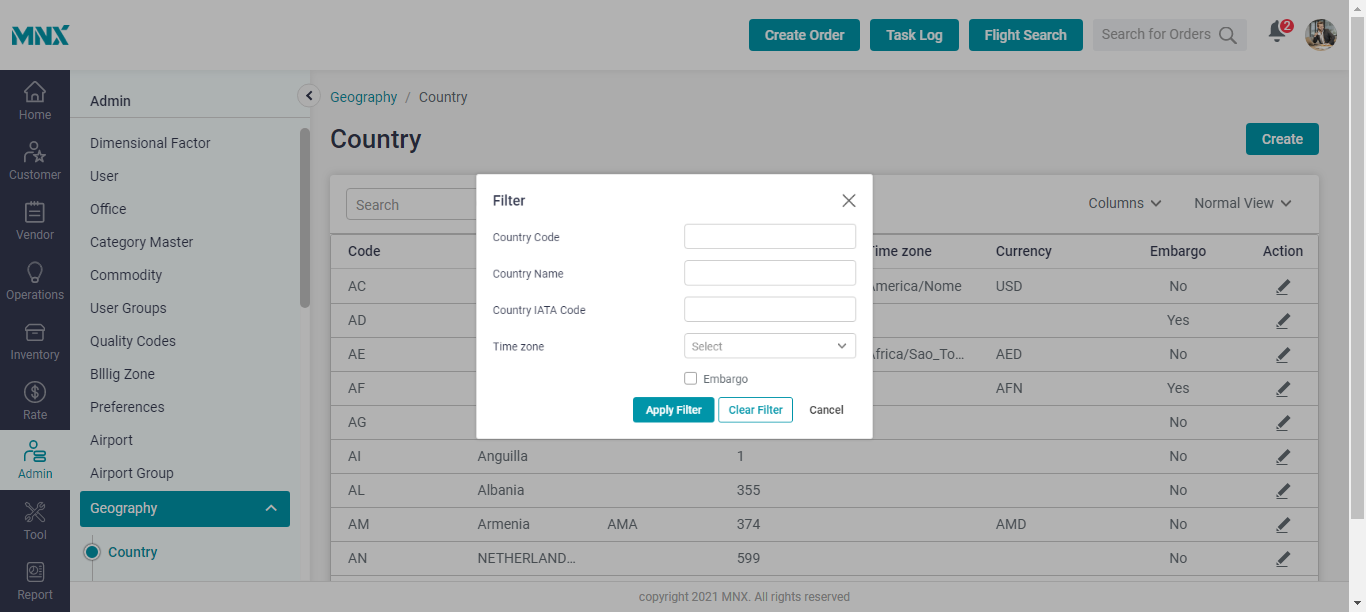 MNX
Create Order
Task Log
Flight Search
Search for Orders
2
Home
Customer
Vendor
Operations
Inventory
Rate
Admin
Tool
Report
Admin
Dimensional Factor
User
Office
Category Master
Commodity
User Groups
Quality Codes
Blllig Zone
Preferences
Airport
Airport Group
Geography
Country
Geography / Country
Country
Create
Search
Columns
Normal View
Code Time zone Currency Embargo Action
AC America/Nome USD No
AD Yes
AE Africa/Sao_To... AED No
AF AFN Yes
AG No
AI Anguilla 1 No
AL Albania 355 No
AM Armenia AMA 374 AMD No
AN NETHERLAND... 599 No
Filter
Country Code
Country Name
Country IATA Code
Time zone Select
Embargo
Apply Filter Clear Filter Cancel
copyright 2021 MNX. All rights reserved